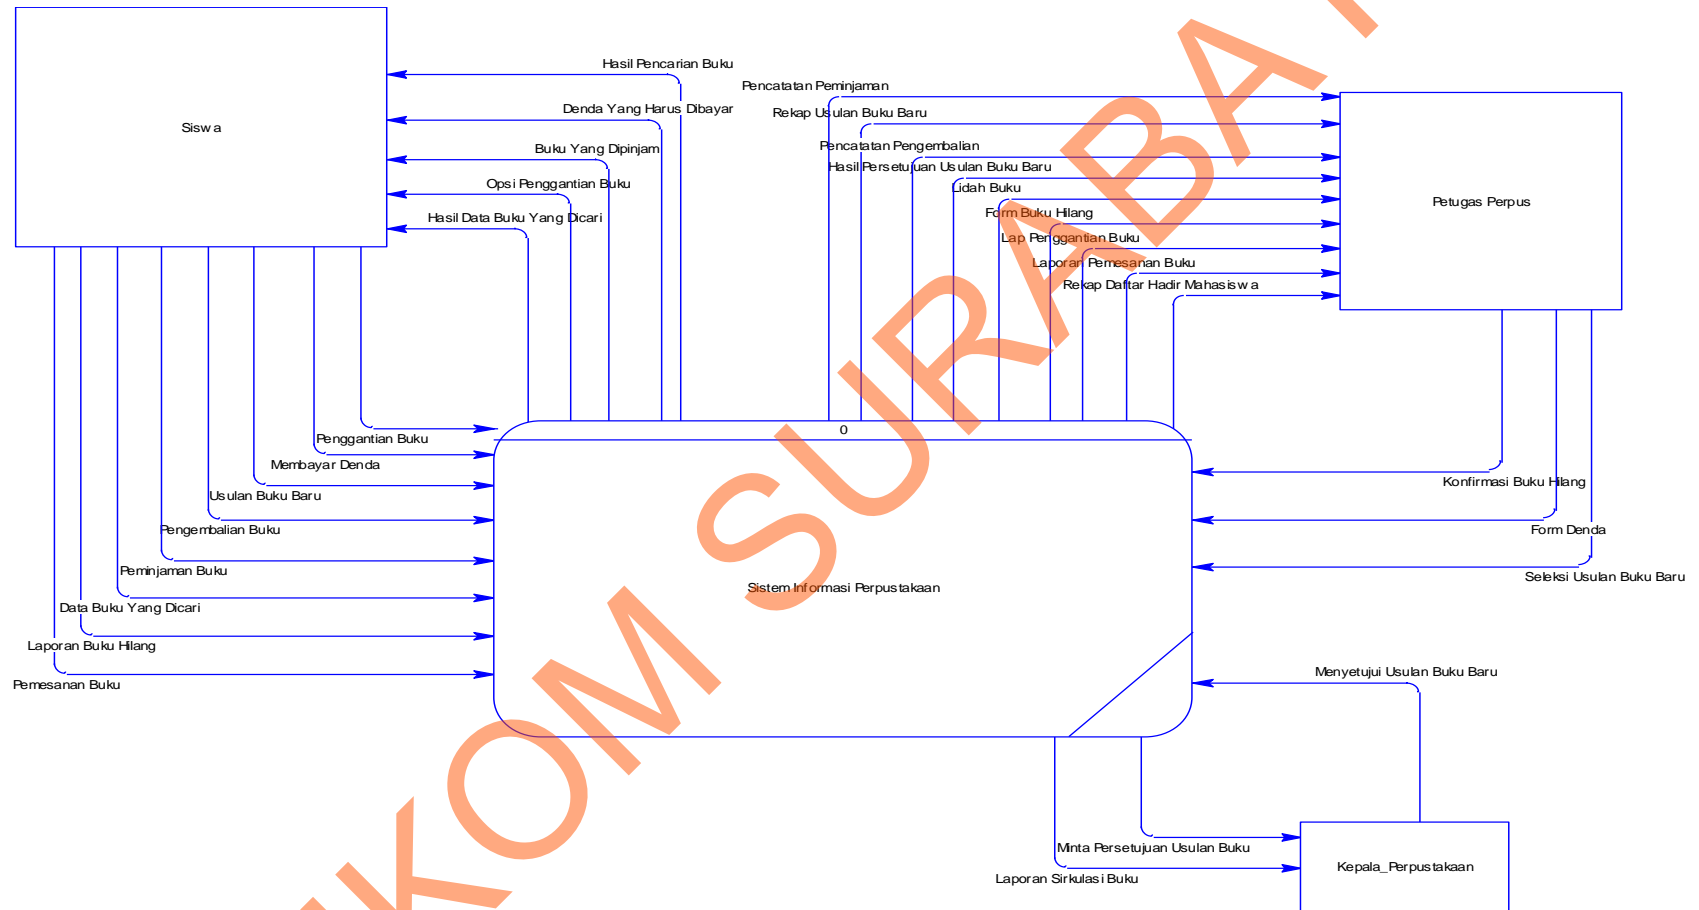 Siswa
Hasil Pencarian Buku
Denda Yang Harus Dibayar
Buku Yang Dipinjam
Opsi Penggantian Buku
Hasil Data Buku Yang Dicari
Pencatatan Peminjaman
Rekap Usulan Buku Baru
Pencatatan Pengembalian
Hasil Persetujuan Usulan Buku Baru
Lidah Buku
Form Buku Hilang
Lap Penggantian Buku
Laporan Pemesanan Buku
Rekap Daftar Hadir Mahasiswa
Petugas Perpus
0
Penggantian Buku
Membayar Denda
Usulan Buku Baru
Pengembalian Buku
Peminjaman Buku
Data Buku Yang Dicari
Laporan Buku Hilang
Pemesanan Buku
Sistem Informasi Perpustakaan
Konfirmasi Buku Hilang
Form Denda
Seleksi Usulan Buku Baru
Menyetujui Usulan Buku Baru
Minta Persetujuan Usulan Buku
Laporan Sirkulasi Buku
Kepala_Perpustakaan
IKOM SURABAY